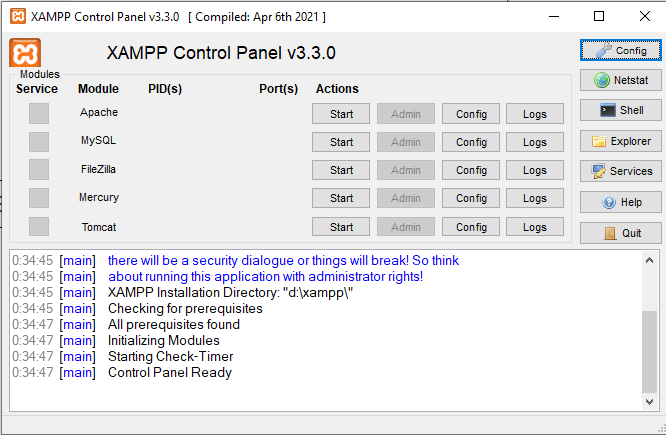 XAMPP Control Panel v3.3.0 [ Compiled: Apr 6th 2021 ]
XAMPP Control Panel v3.3.0
Config
Modules
Service Module PID(s) Port(s) Actions
Netstat
Apache Start Admin Config Logs
Shell
MySQL Start Admin Config Logs
Explorer
FileZilla Start Admin Config Logs
Services
Mercury Start Admin Config Logs
Help
Tomcat Start Admin Config Logs
Quit
0:34:45 [main] there will be a security dialogue or things will break! So think
0:34:45 [main] about running this application with administrator rights!
0:34:45 [main] XAMPP Installation Directory: "d:\xampp\"
0:34:45 [main] Checking for prerequisites
0:34:47 [main] All prerequisites found
0:34:47 [main] Initializing Modules
0:34:47 [main] Starting Check-Timer
0:34:47 [main] Control Panel Ready